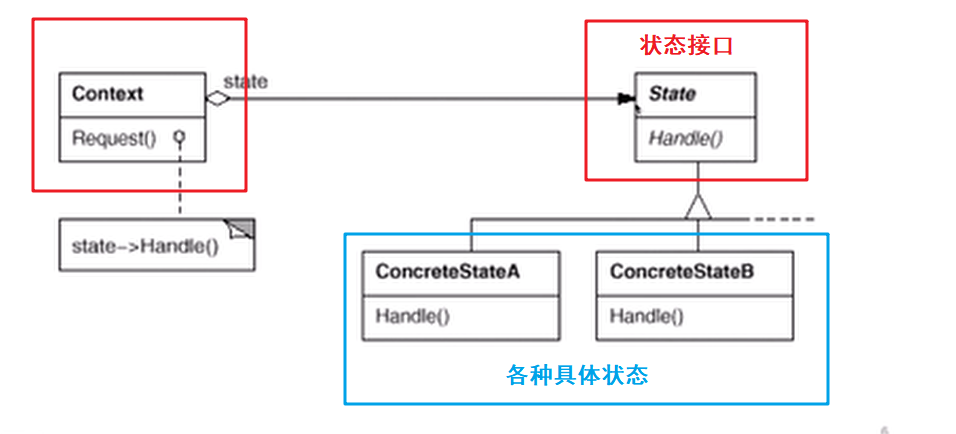 状态接口
state
Context
Request()
State
Handle()
state->Handle()
ConcreteStateA
Handle()
ConcreteStateB
Handle()
各种具体状态